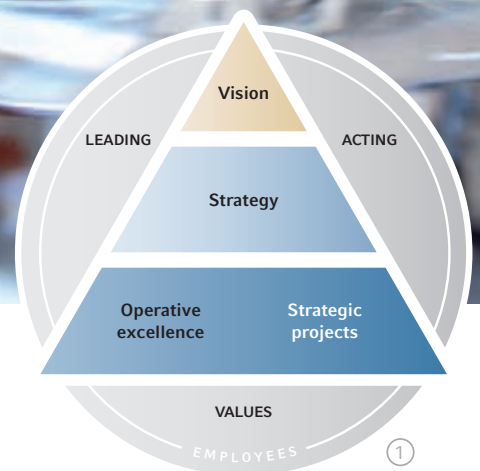 Vision
LEADING
ACTING
Strategy
Operative
excellence
Strategic
projects
VALUES
EMPLOYEES
1